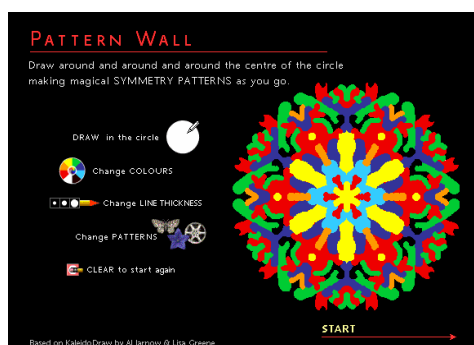 PATTERN WALL
Draw around and around and around the centre of the circle
making magical SYMMETRY PATTERNS as you go.
DRAW in the circle
Change COLOURS
Change LINE THICKNESS
Change PATTERNS
CLEAR to start again
START
Based on KaleidoDraw by Al Jarnow & Lisa Greene